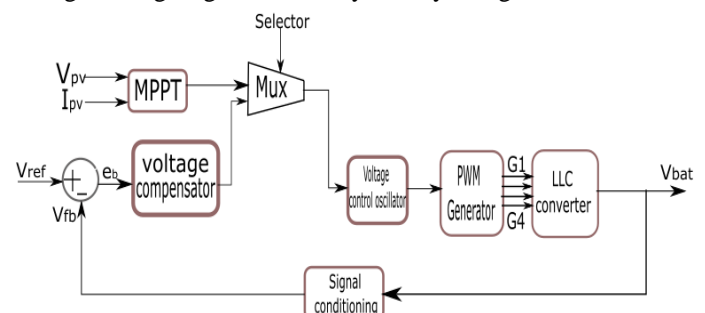 Selector
Vpv
Ipv
MPPT
Mux
Vref
+
-
eb
Vfb
voltage
compensator
Voltage
control oscillator
PWM
Generator
G1
G4
LLC
converter
Vbat
Signal
conditioning